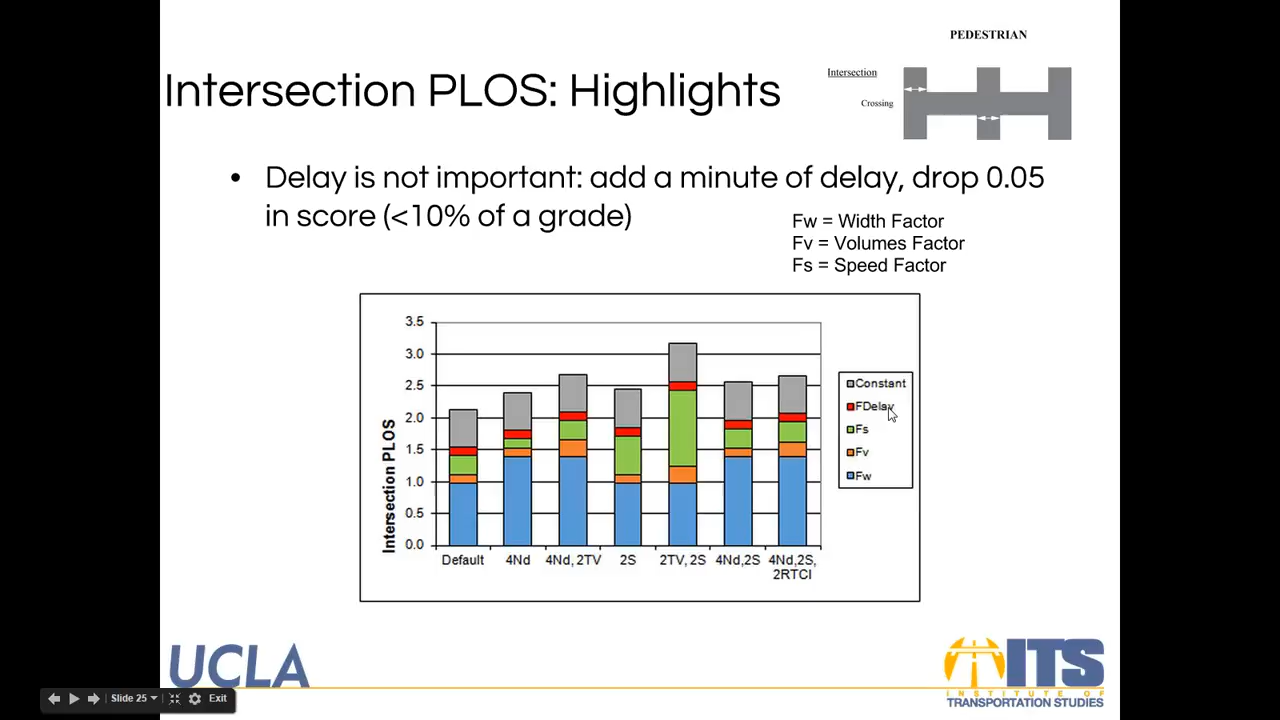 PEDESTRIAN
Intersection
Crossing
Intersection PLOS: Highlights
• Delay is not important: add a minute of delay, drop 0.05
in score (<10% of a grade)
Fw = Width Factor
Fv = Volumes Factor
Fs = Speed Factor
Intersection PLOS
3.5
3.0
2.5
2.0
1.5
1.0
0.5
0.0
Default
4Nd
4Nd, 2TV
2S
2TV, 2S
4Nd,2S
4Nd,2S,
2RTCI
Constant
FDelay
Fs
Fv
Fw
UCLA
ITS
INSTITUTE OF
TRANSPORTATION STUDIES
Slide 25
Exit